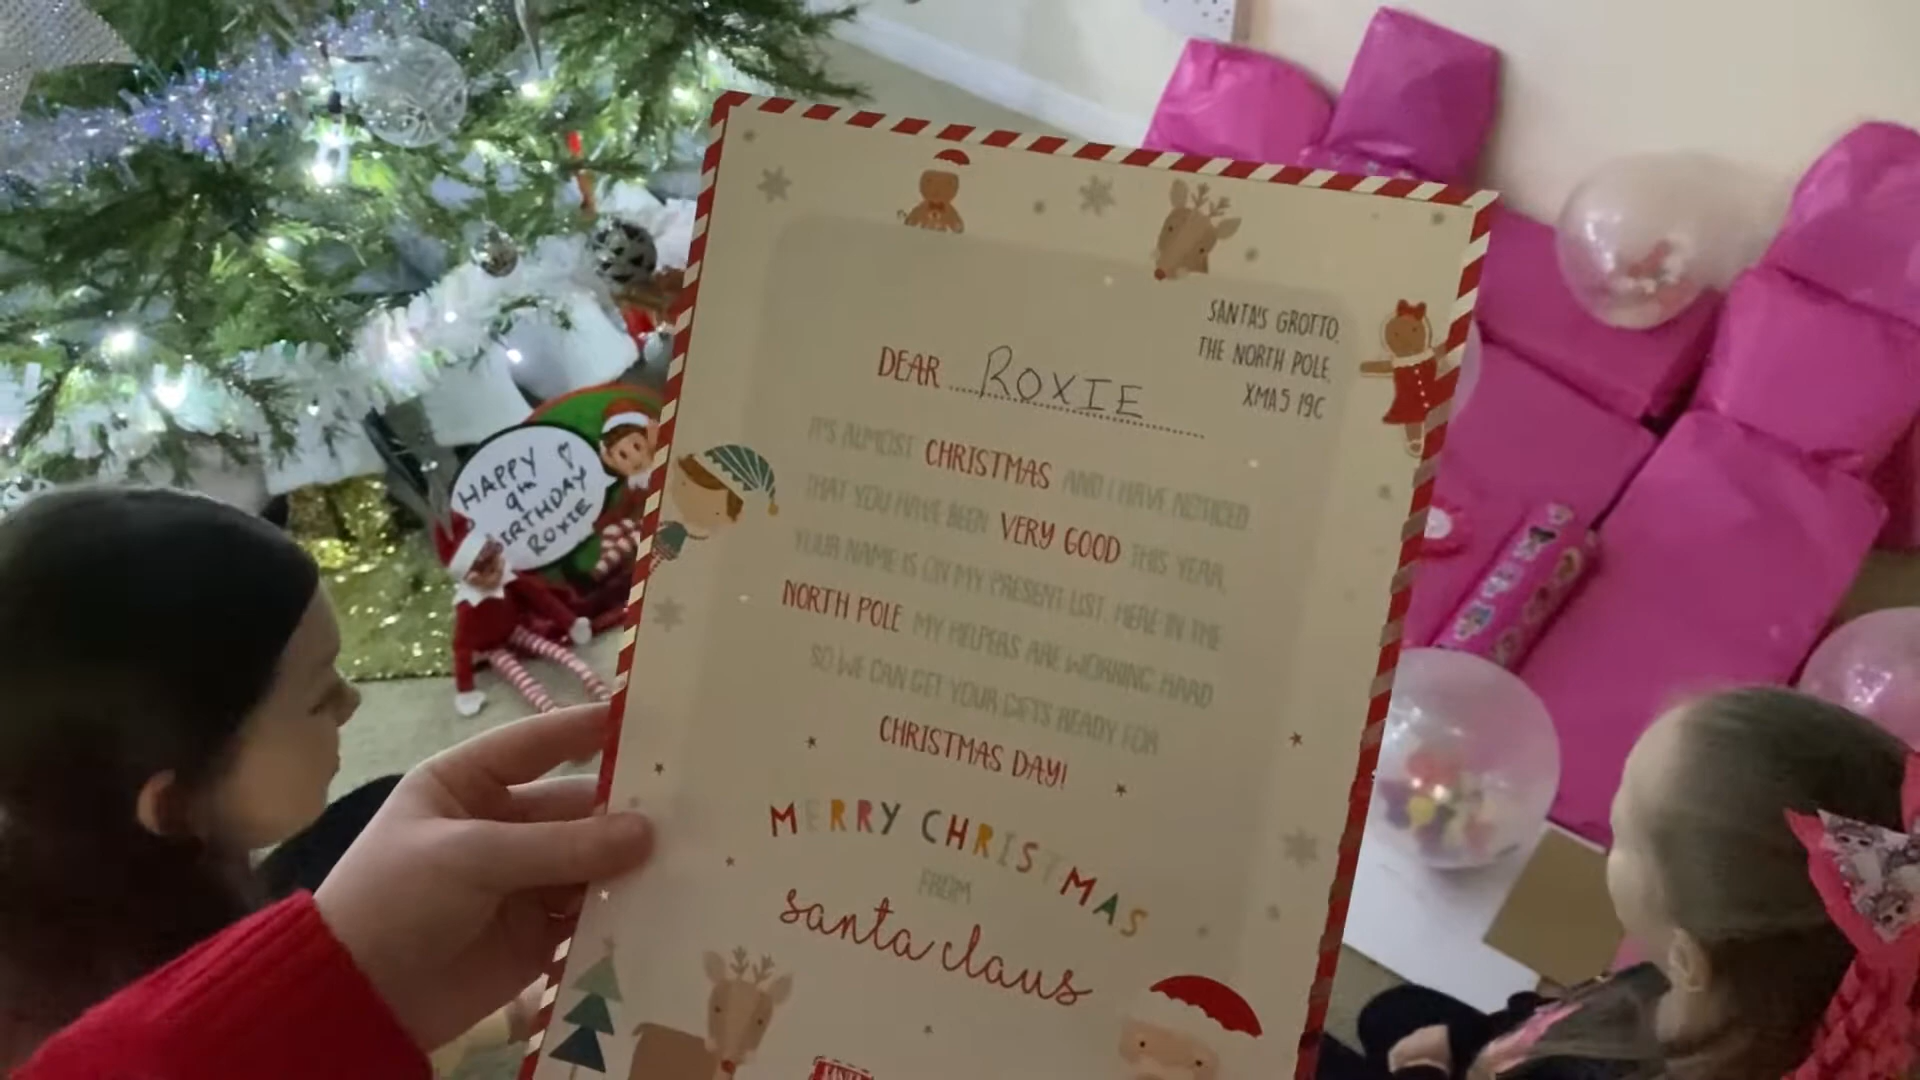 SANTA'S GROTTO,
THE NORTH POLE,
XMA5 19C
DEAR ROXIE
IT'S ALMOST CHRISTMAS AND I HAVE NOTICED
THAT YOU HAVE BEEN VERY GOOD THIS YEAR,
YOUR NAME IS ON MY PRESENT LIST. HERE IN THE
NORTH POLE MY HELPERS ARE WORKING HARD
SO WE CAN GET YOUR GIFTS READY FOR
CHRISTMAS DAY!
MERRY CHRISTMAS
FROM
santa claus
HAPPY
9th
BIRTHDAY
ROXIE